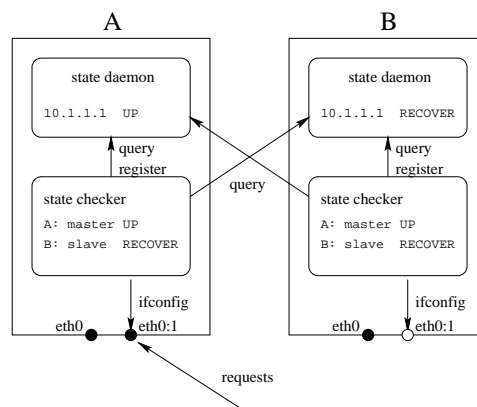 A
state daemon
10.1.1.1 UP
query
register
state checker
A: master UP
B: slave RECOVER
ifconfig
eth0
eth0:1
B
state daemon
10.1.1.1 RECOVER
query
register
state checker
A: master UP
B: slave RECOVER
ifconfig
eth0
eth0:1
query
requests